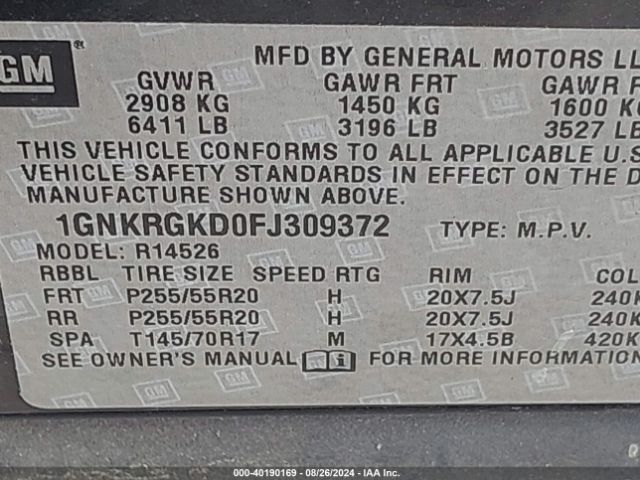 GM ®
MFD BY GENERAL MOTORS LL
GVWR GAWR FRT GAWR
2908 KG 1450 KG 1600 KG
6411 LB 3196 LB 3527 LB
THIS VEHICLE CONFORMS TO ALL APPLICABLE U.S
VEHICLE SAFETY STANDARDS IN EFFECT ON THE D
MANUFACTURE SHOWN ABOVE.
1GNKRGKD0FJ309372 TYPE: M.P.V.
MODEL: R14526
RBBL TIRE SIZE SPEED RTG RIM COL
FRT P255/55R20 H 20X7.5J 240K
RR P255/55R20 H 20X7.5J 240K
SPA T145/70R17 M 17X4.5B 420K
SEE OWNER'S MANUAL FOR MORE INFORMATION
000-40190169 - 08/26/2024 - IAA Inc.